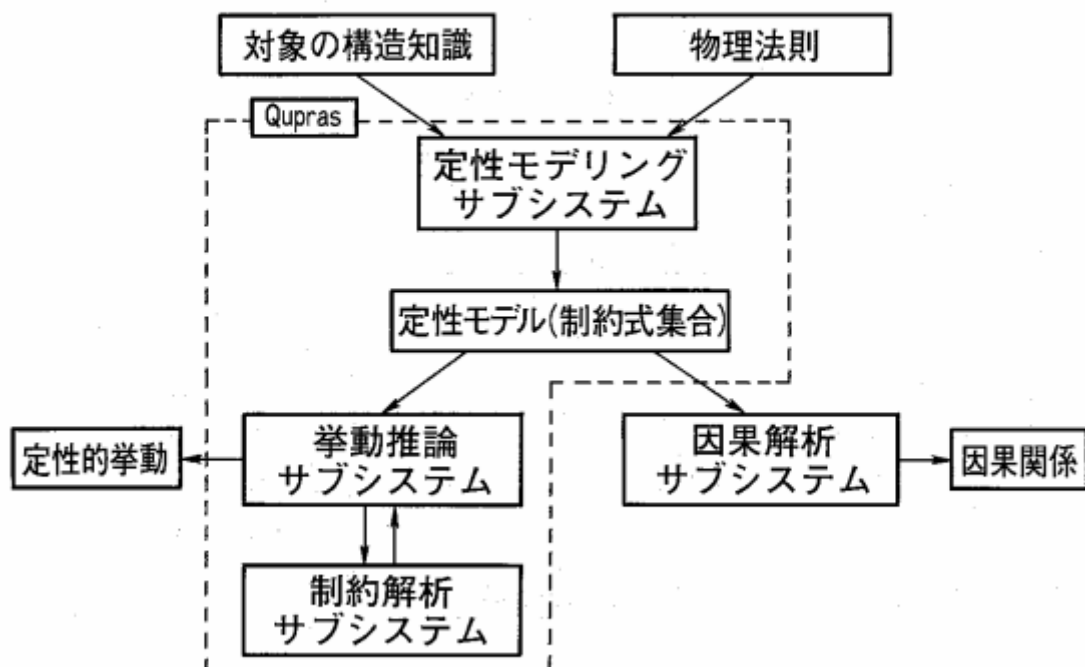 対象の構造知識
物理法則
Qupras
定性モデリング
サブシステム
定性モデル(制約式集合)
挙動推論
サブシステム
因果解析
サブシステム
定性的挙動
因果関係
制約解析
サブシステム